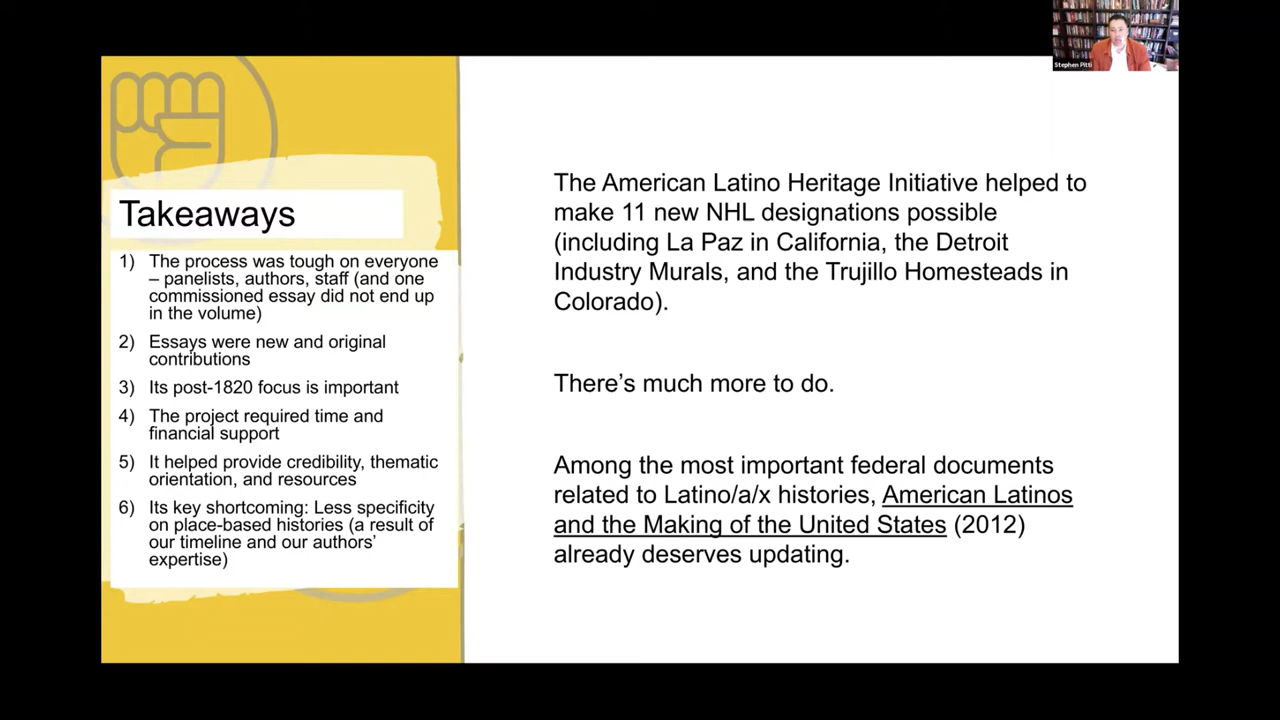 Stephen Pitti
Takeaways
1) The process was tough on everyone
– panelists, authors, staff (and one
commissioned essay did not end up
in the volume)
2) Essays were new and original
contributions
3) Its post-1820 focus is important
4) The project required time and
financial support
5) It helped provide credibility, thematic
orientation, and resources
6) Its key shortcoming: Less specificity
on place-based histories (a result of
our timeline and our authors'
expertise)
The American Latino Heritage Initiative helped to
make 11 new NHL designations possible
(including La Paz in California, the Detroit
Industry Murals, and the Trujillo Homesteads in
Colorado).
There's much more to do.
Among the most important federal documents
related to Latino/a/x histories, American Latinos
and the Making of the United States (2012)
already deserves updating.